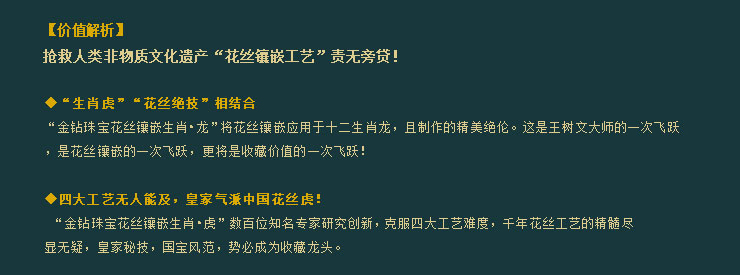 【价值解析】
抢救人类非物质文化遗产“花丝镶嵌工艺”责无旁贷！
◆“生肖虎”“花丝绝技”相结合
“金钻珠宝花丝镶嵌生肖·龙”将花丝镶嵌应用于十二生肖龙，且制作的精美绝伦。这是王树文大师的一次飞跃
，是花丝镶嵌的一次飞跃，更将是收藏价值的一次飞跃！
◆四大工艺无人能及，皇家气派中国花丝虎！
“金钻珠宝花丝镶嵌生肖·虎”数百位知名专家研究创新，克服四大工艺难度，千年花丝工艺的精髓尽
显无疑，皇家秘技，国宝风范，势必成为收藏龙头。